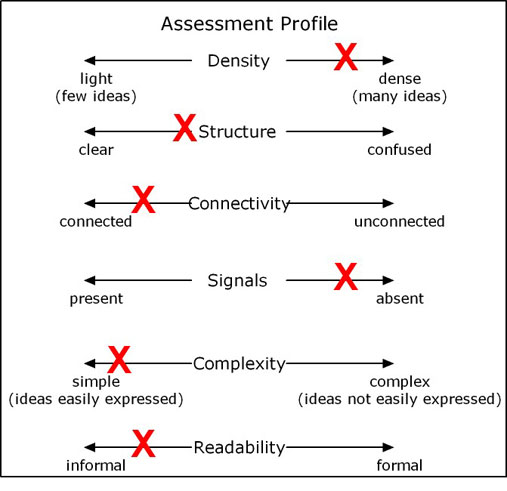 Assessment Profile
Density
light dense
(few ideas) (many ideas)
Structure
clear confused
Connectivity
connected unconnected
Signals
present absent
Complexity
simple complex
(ideas easily expressed) (ideas not easily expressed)
Readability
informal formal